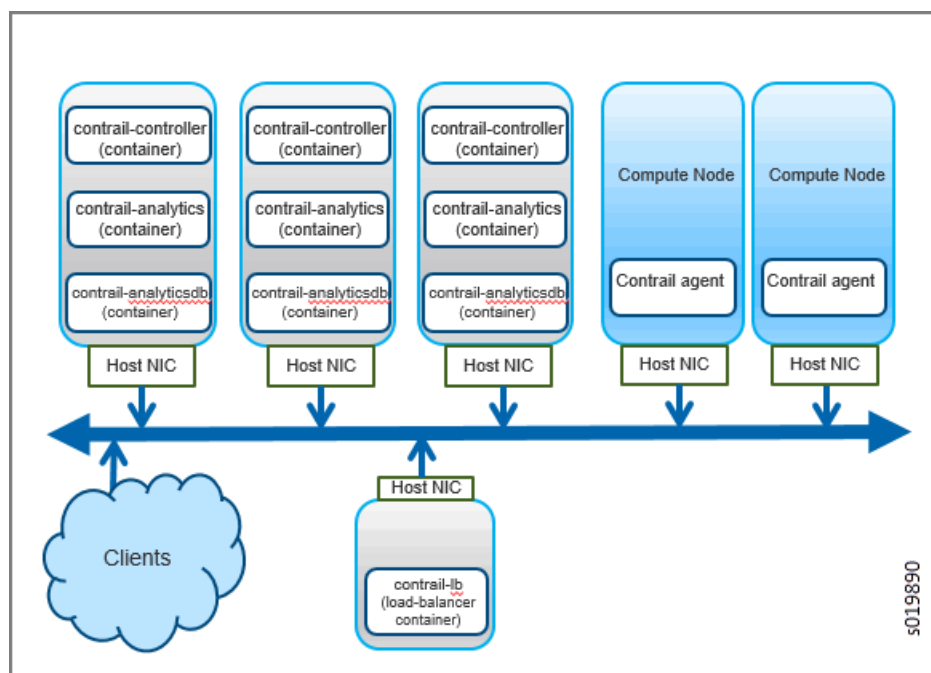 contrail-controller
(container)
contrail-analytics
(container)
contrail-analyticsdb
(container)
Host NIC
contrail-controller
(container)
contrail-analytics
(container)
contrail-analyticsdb
(container)
Host NIC
contrail-controller
(container)
contrail-analytics
(container)
contrail-analyticsdb
(container)
Host NIC
Compute Node
Contrail agent
Host NIC
Compute Node
Contrail agent
Host NIC
Clients
Host NIC
contrail-lb
(load-balancer
container)
s019890